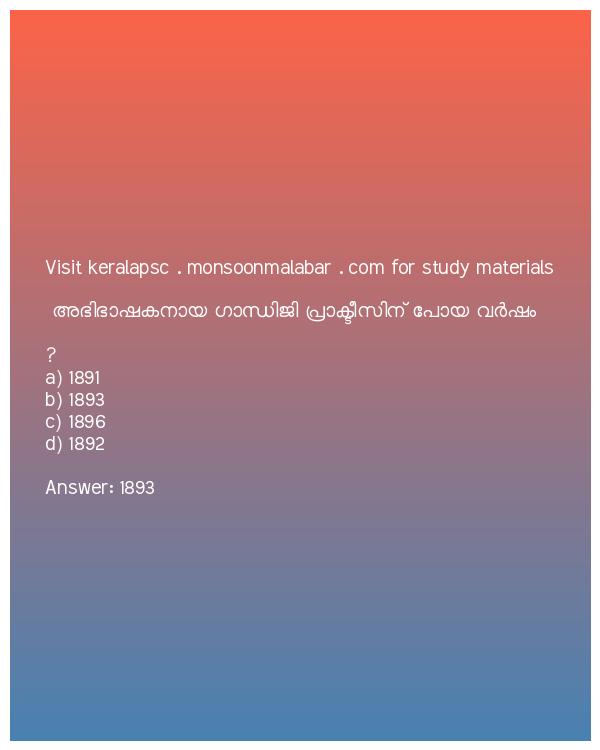 Visit keralapsc . monsoonmalabar . com for study materials
അഭിഭാഷകനായ ഗാന്ധിജി പ്രാക്ടീസിന് പോയ വർഷം
?
a) 1891
b) 1893
c) 1896
d) 1892
Answer: 1893